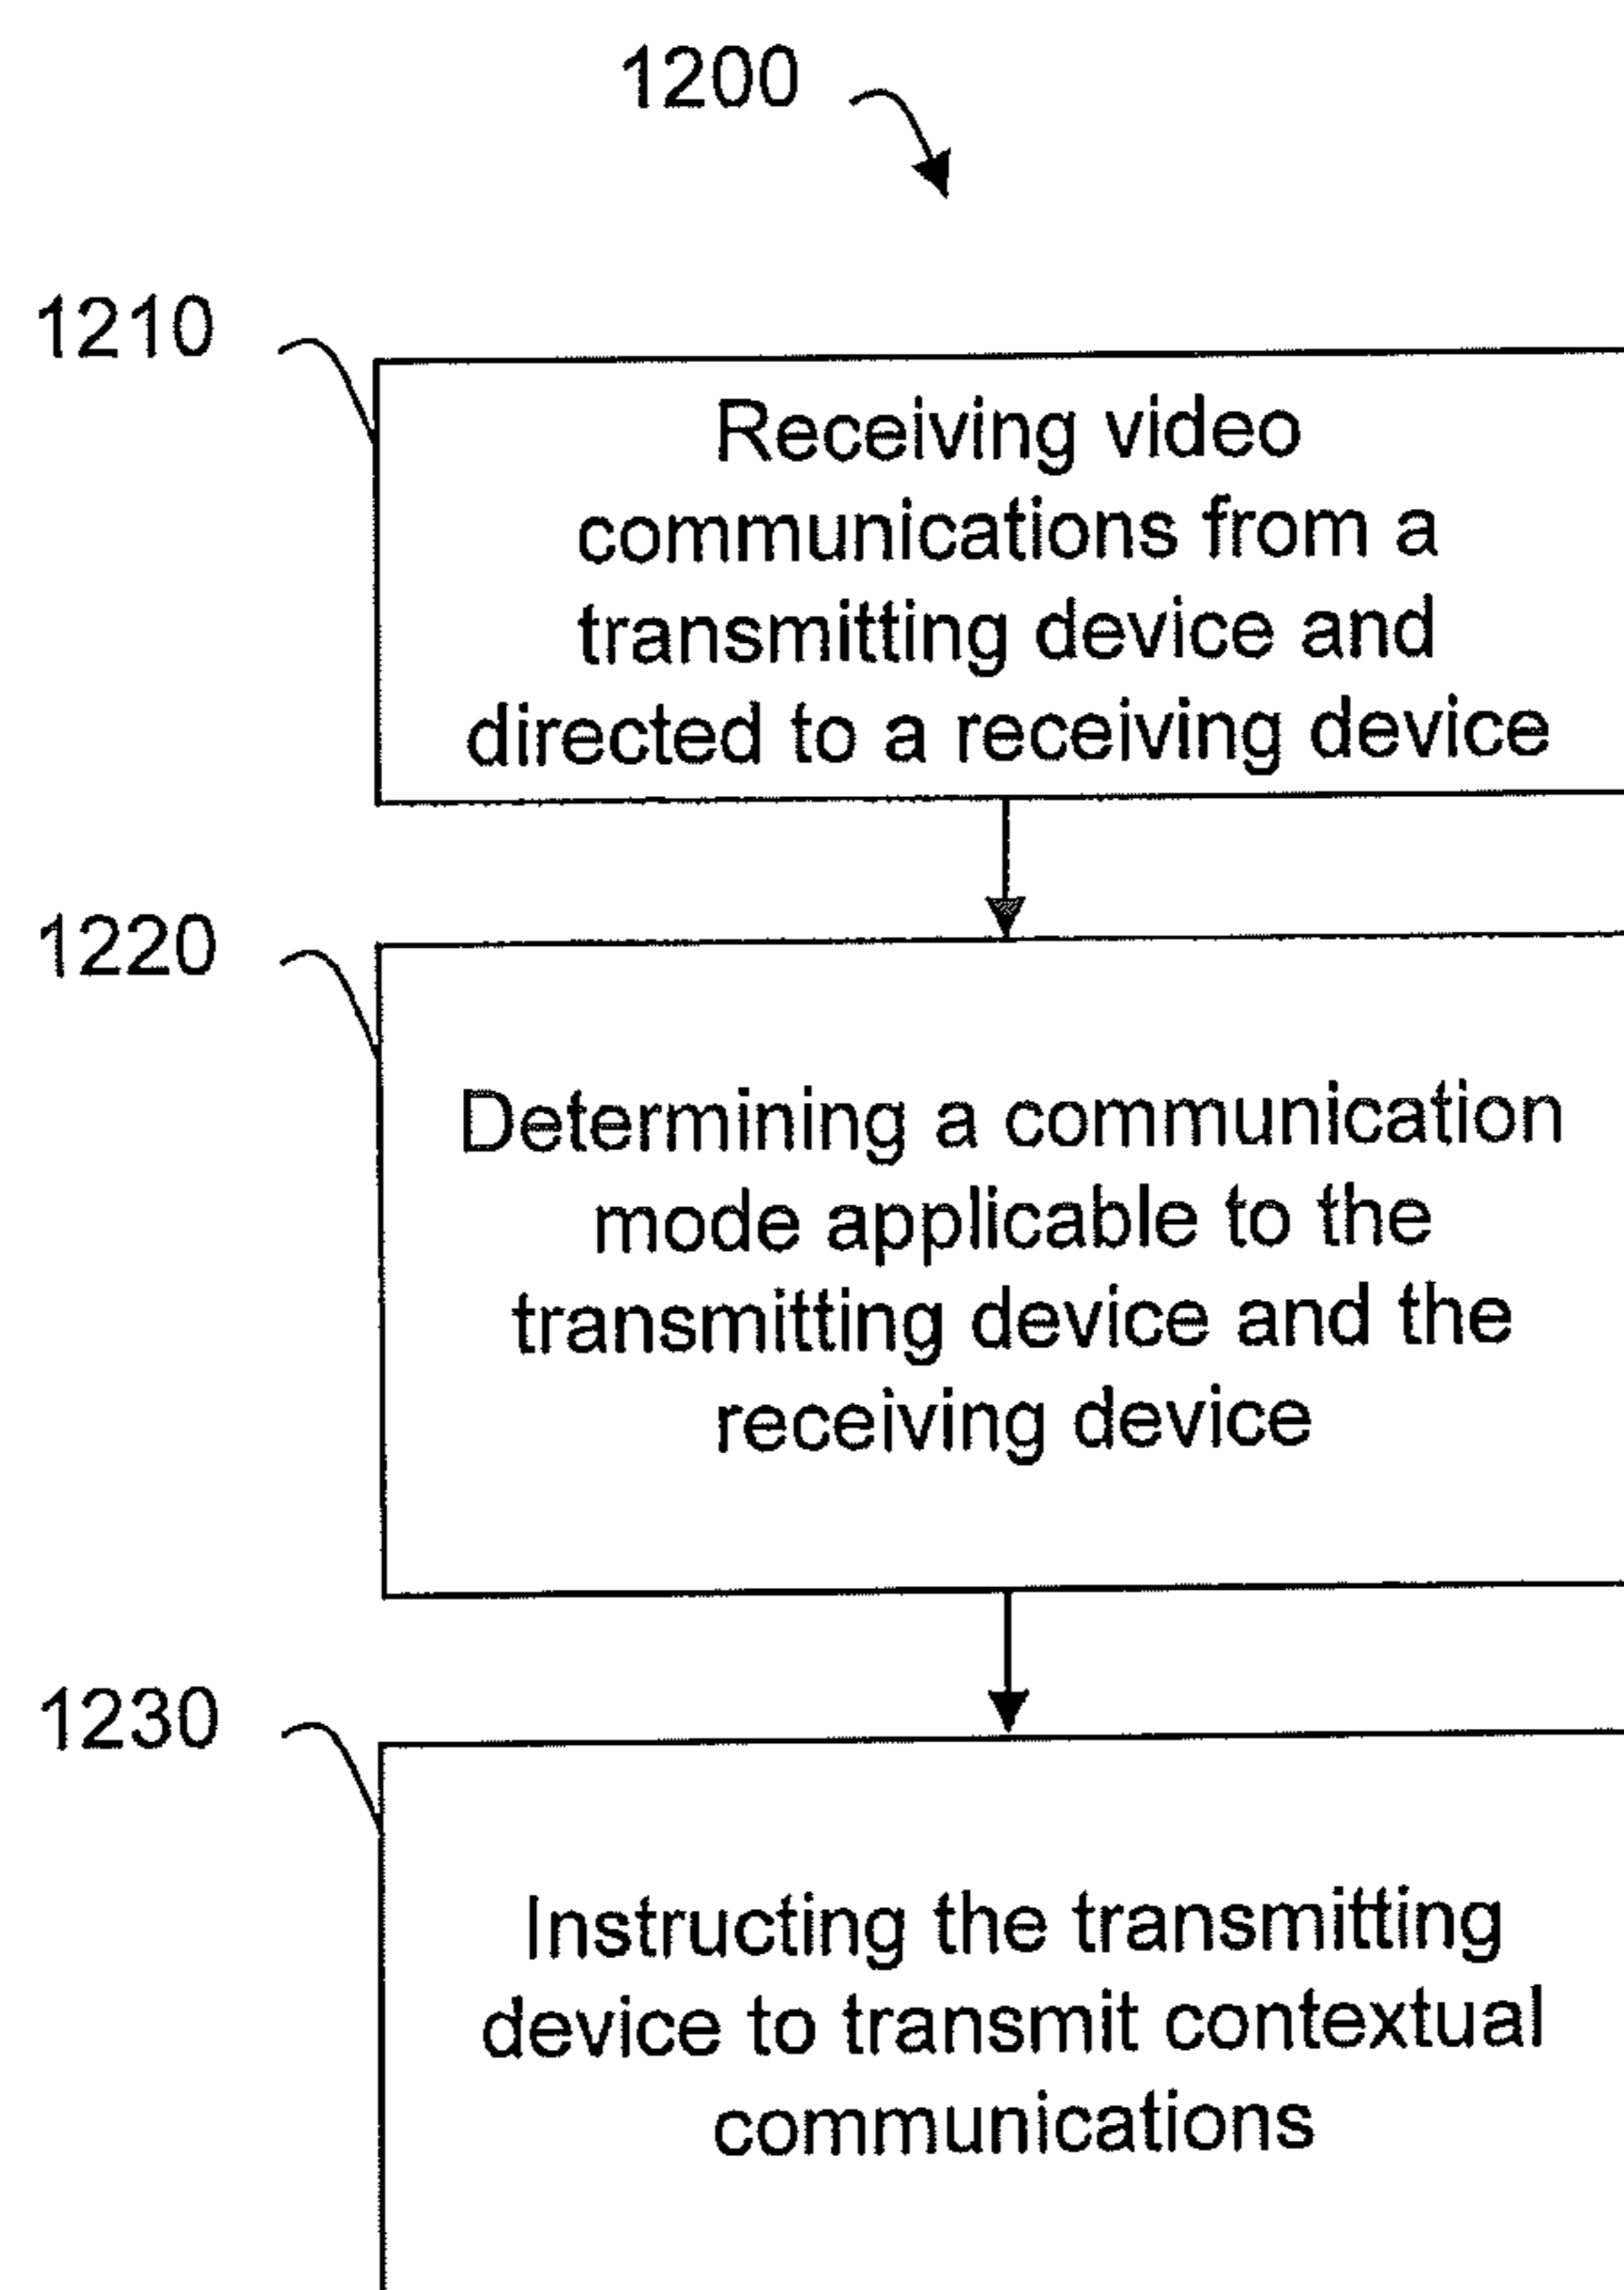 1200
1210
Receiving video
communications from a
transmitting device and
directed to a receiving device
1220
Determining a communication
mode applicable to the
transmitting device and the
receiving device
1230
Instructing the transmitting
device to transmit contextual
communications